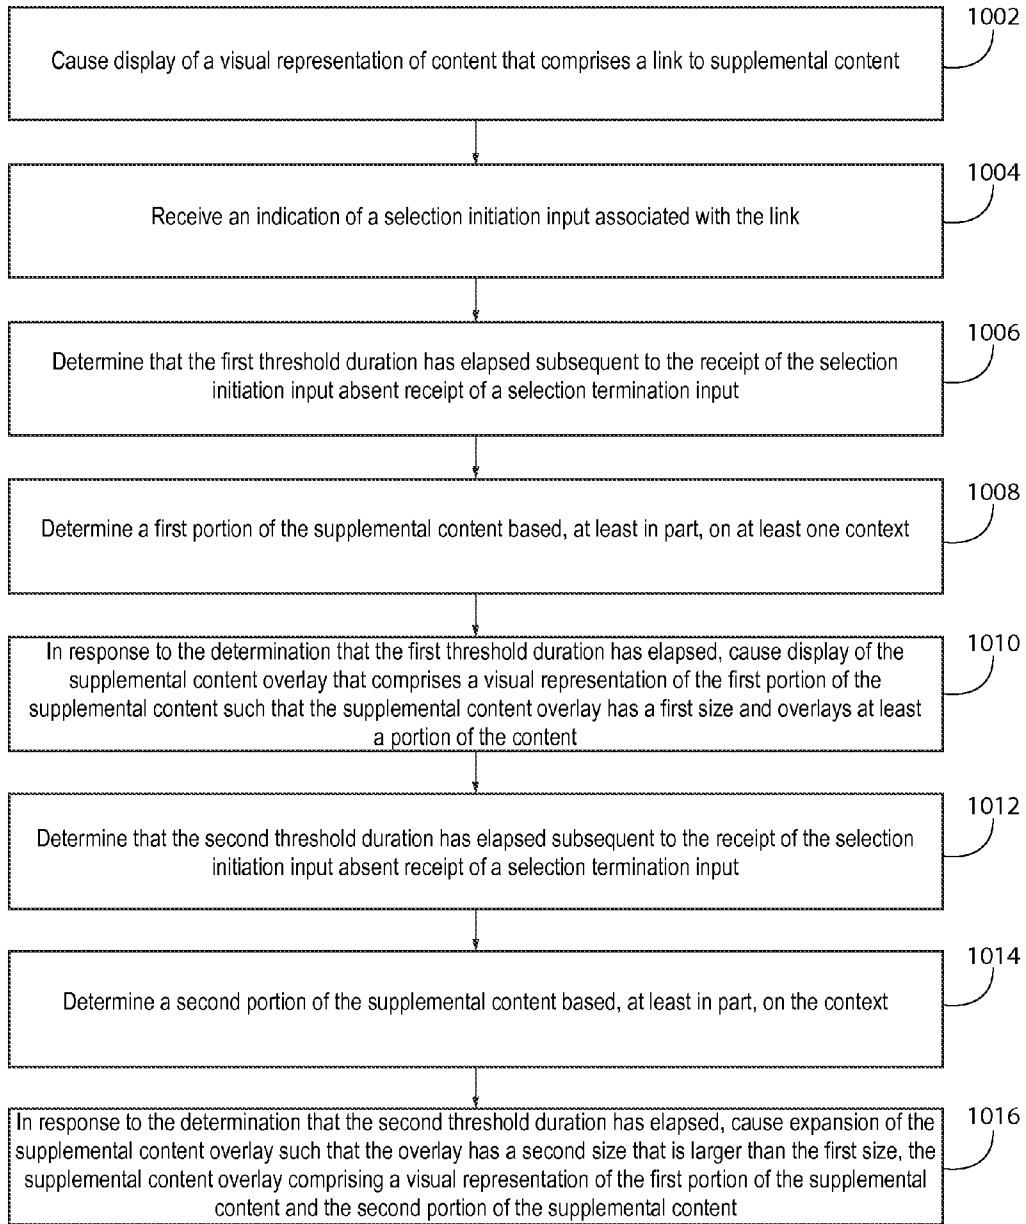 1002
Cause display of a visual representation of content that comprises a link to supplemental content
1004
Receive an indication of a selection initiation input associated with the link
1006
Determine that the first threshold duration has elapsed subsequent to the receipt of the selection
initiation input absent receipt of a selection termination input
1008
Determine a first portion of the supplemental content based, at least in part, on at least one context
1010
In response to the determination that the first threshold duration has elapsed, cause display of the
supplemental content overlay that comprises a visual representation of the first portion of the
supplemental content such that the supplemental content overlay has a first size and overlays at least
a portion of the content
1012
Determine that the second threshold duration has elapsed subsequent to the receipt of the selection
initiation input absent receipt of a selection termination input
1014
Determine a second portion of the supplemental content based, at least in part, on the context
1016
In response to the determination that the second threshold duration has elapsed, cause expansion of the
supplemental content overlay such that the overlay has a second size that is larger than the first size, the
supplemental content overlay comprising a visual representation of the first portion of the supplemental
content and the second portion of the supplemental content